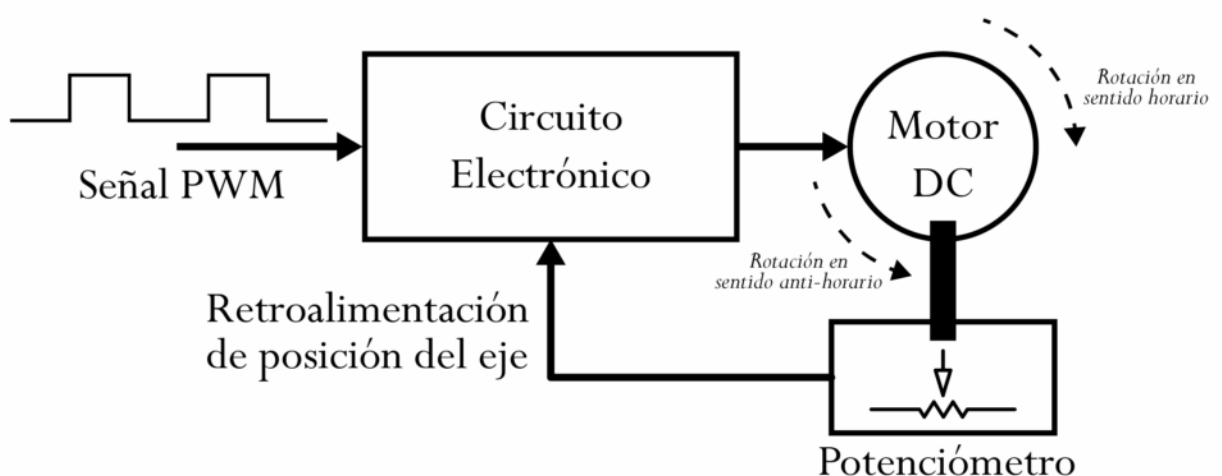 Señal PWM
Circuito
Electrónico
Motor
DC
Rotación en
sentido horario
Rotación en
sentido anti-horario
Retroalimentación
de posición del eje
Potenciómetro